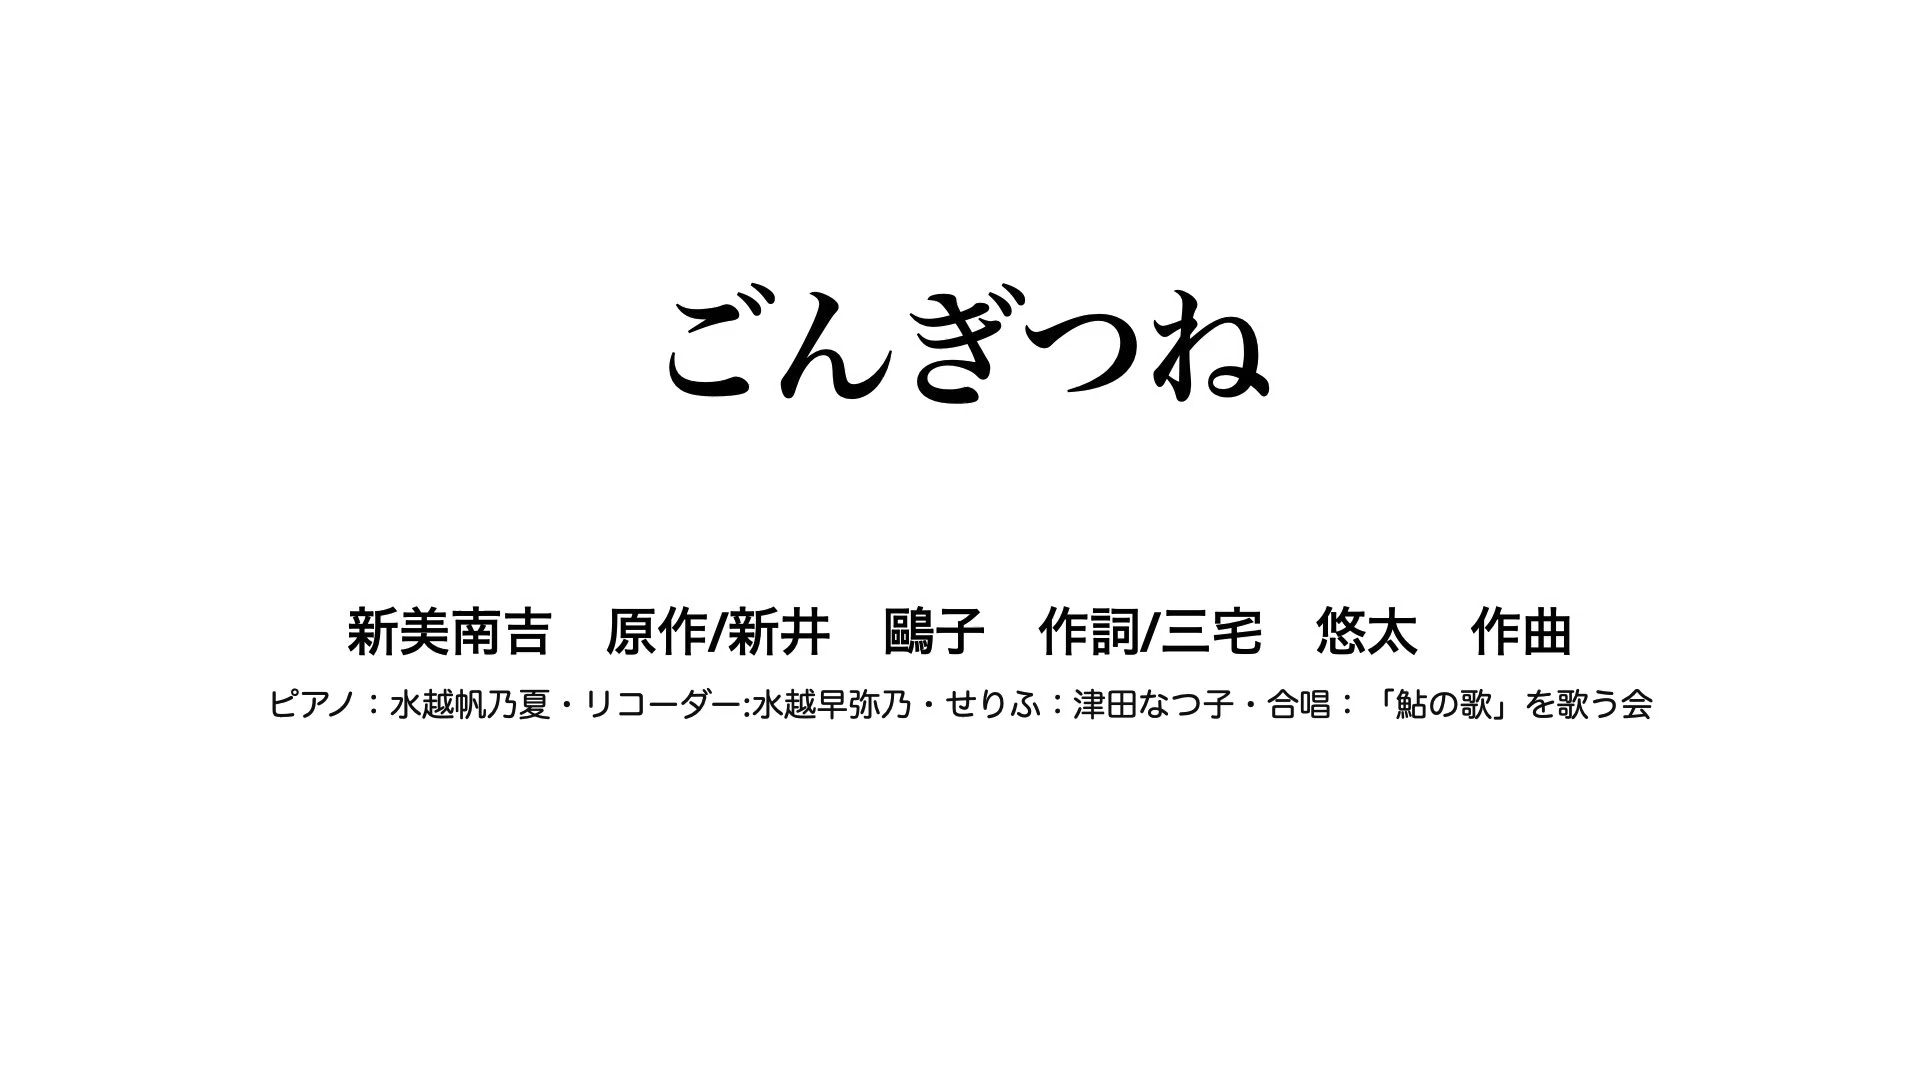 ごんぎつね
新美南吉　原作/新井　鷗子　作詞/三宅　悠太　作曲
ピアノ：水越帆乃夏・リコーダー:水越早弥乃・せりふ：津田なつ子・合唱：「鮎の歌」を歌う会